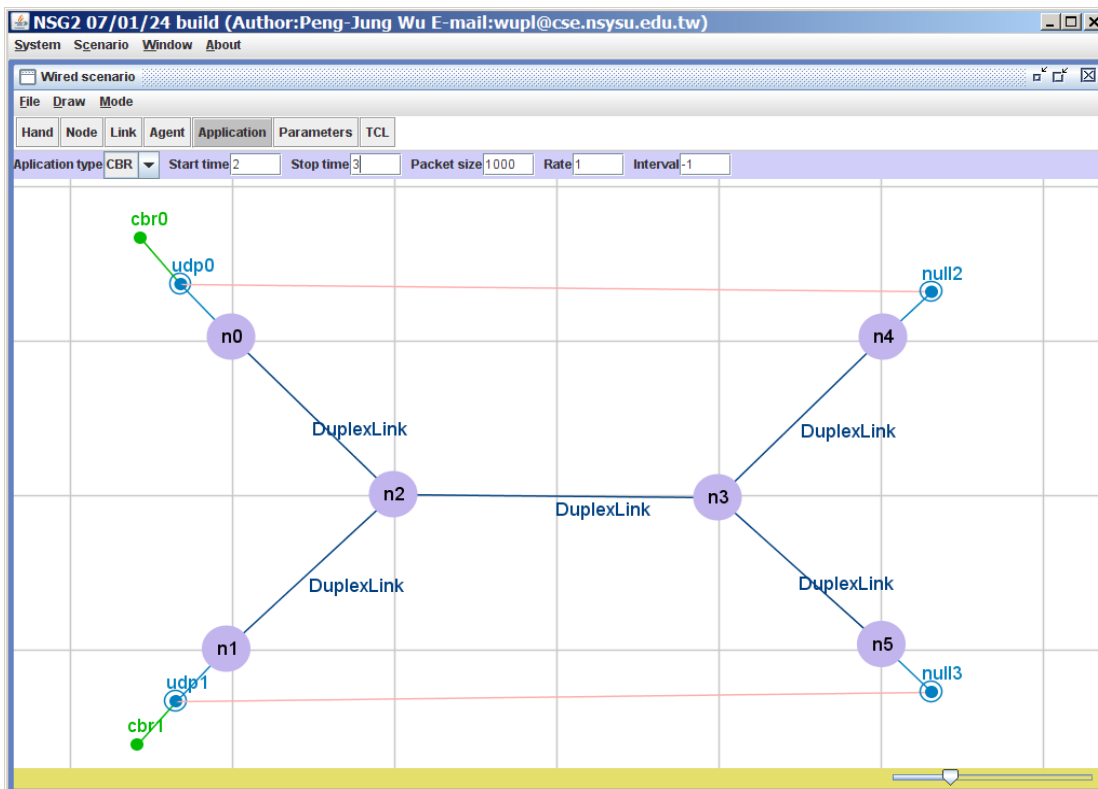 NSG2 07/01/24 build (Author:Peng-Jung Wu E-mail:wupl@cse.nsysu.edu.tw)
System Scenario Window About
Wired scenario
File Draw Mode
Hand Node Link Agent Application Parameters TCL
Aplication type CBR Start time 2 Stop time 3 Packet size 1000 Rate 1 Interval -1
cbr0
udp0
null2
n0
n4
DuplexLink
DuplexLink
n2
n3
DuplexLink
DuplexLink
DuplexLink
n1
n5
udp1
null3
cbr1